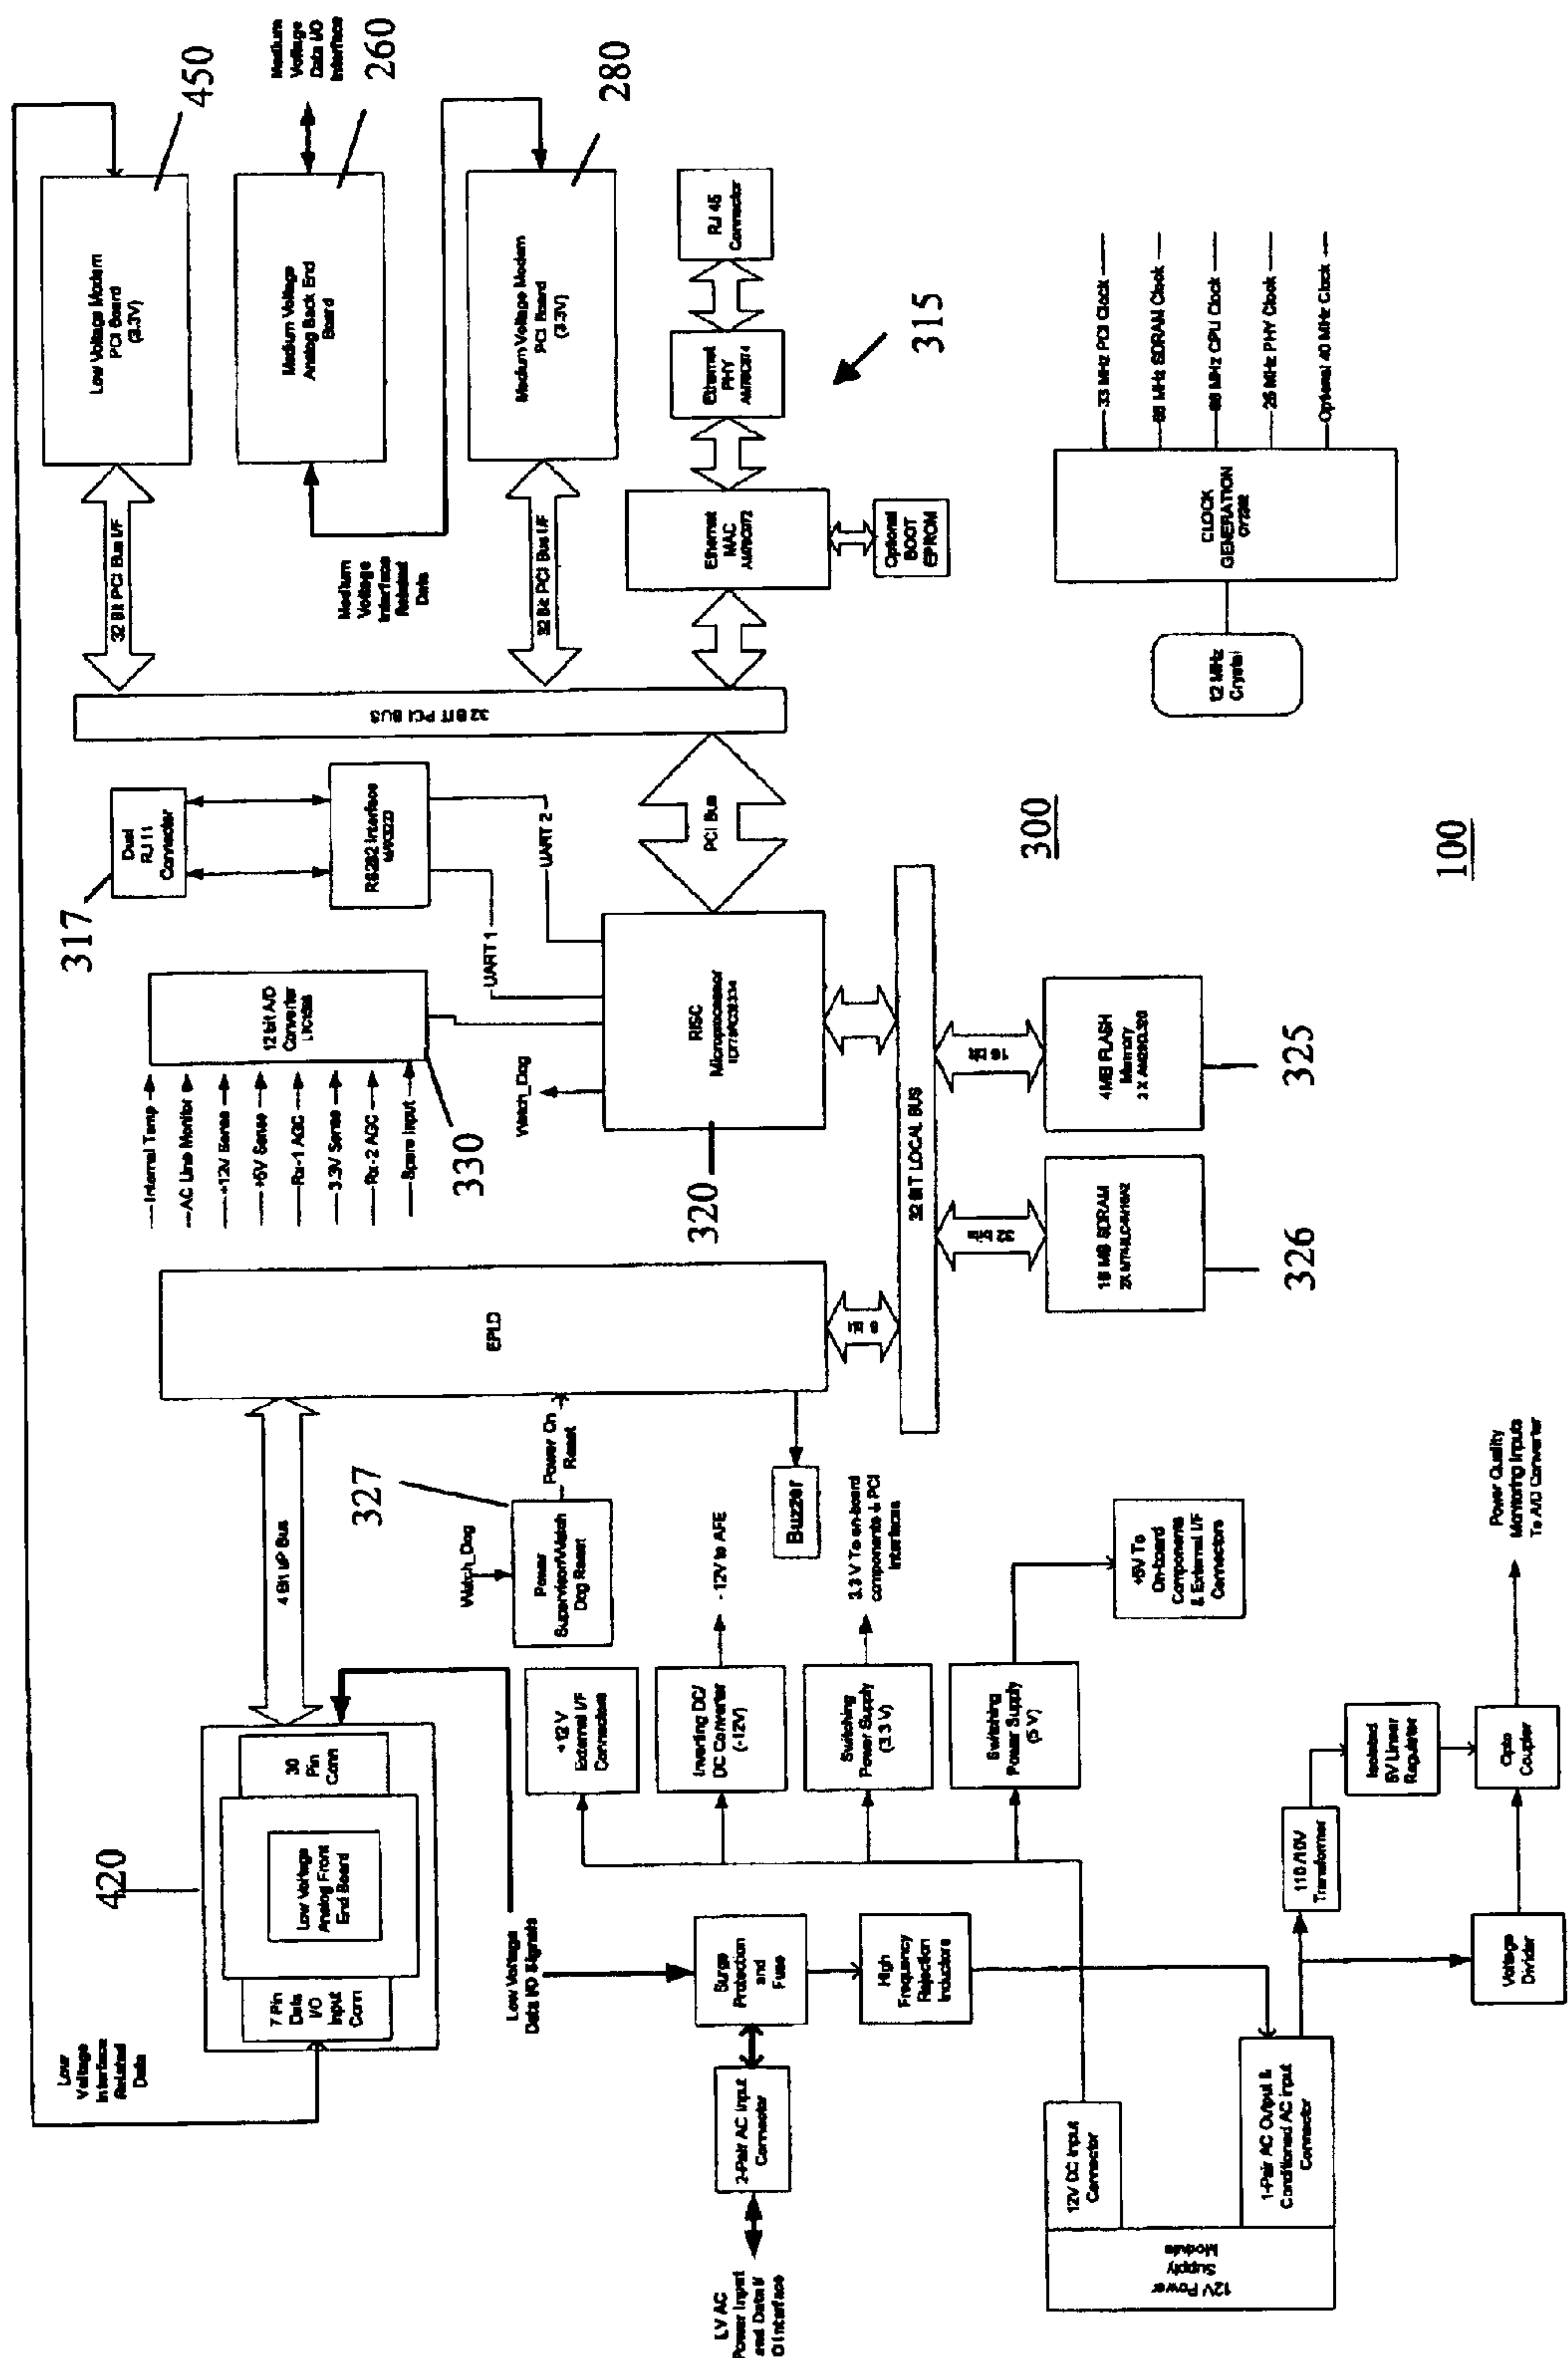 Low Voltage Modem
PCI Board
(3.3V)
450
Medium
Voltage
Data I/O
Interface
Medium Voltage
Analog Back End
Board
260
Medium Voltage Modem
PCI Board
(3.3V)
280
32 Bit PCI Bus I/F
Medium
Voltage
Interface
Related
Data
32 Bit PCI Bus I/F
RJ 45
Connector
Ethernet
PHY
Ethernet
MAC
Optional
BOOT
EPROM
315
32 BIT PCI BUS
33 MHz PCI Clock
SDRAM Clock
CPU Clock
25 MHz PHY Clock
Optional 40 MHz Clock
CLOCK
GENERATION
12 MHz
Crystal
Dual
RJ 11
Connector
317
RS232 Interface
UART 1
UART 2
PCI Bus
12 bit A/D
Converter
330
Internal Temp
AC Line Monitor
+12V Sense
+5V Sense
Rx-1 AGC
3.3V Sense
Rx-2 AGC
Spare Input
Watch_Dog
RISC
Microprocessor
320
300
100
32 BIT LOCAL BUS
4 MB FLASH
Memory
325
16 MB SDRAM
326
EPLD
4 Bit I/P Bus
327
Watch_Dog
Power
Supervisor/Watch
Dog Reset
Power On
Reset
Buzzer
420
30
Pin
Conn
Low Voltage
Analog Front
End Board
7 Pin
Data
I/O
Input
Conn
Low
Voltage
Interface
Related
Data
Low Voltage
Data I/O Signals
+12 V
External I/F
Connectors
Inverting DC/
DC Converter
(-12V)
-12V to AFE
Switching
Power Supply
(3.3 V)
3.3 V To on-board
components & PCI
Interfaces
Switching
Power Supply
(5 V)
+5V To
On-board
Components
& External I/F
Connectors
Surge
Protection
and
Fuse
High
Frequency
Rejection
Inductors
2-Pair AC Input
Connector
LV AC
Power Input
and Data I/
O Interface
12V DC Input
Connector
1-Pair AC Output &
Conditioned AC input
Connector
12V Power
Supply
Module
110 /10V
Transformer
Isolated
5V Linear
Regulator
Voltage
Divider
Opto
Coupler
Power Quality
Monitoring Inputs
To A/D Converter